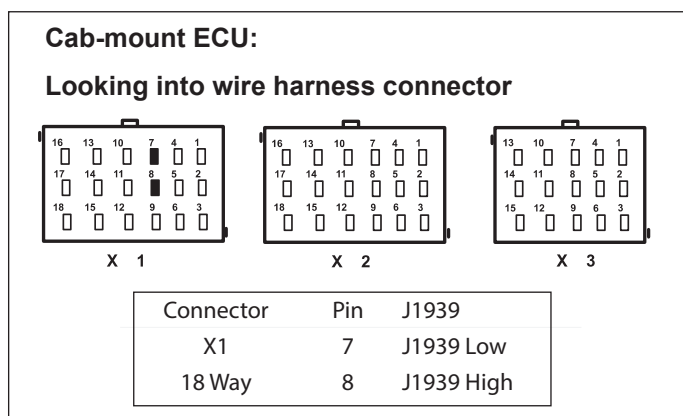 Cab-mount ECU:
Looking into wire harness connector
16 13 10 7 4 1
17 14 11 8 5 2
18 15 12 9 6 3
X 1
16 13 10 7 4 1
17 14 11 8 5 2
18 15 12 9 6 3
X 2
13 10 7 4 1
14 11 8 5 2
15 12 9 6 3
X 3
Connector Pin J1939
X1 7 J1939 Low
18 Way 8 J1939 High